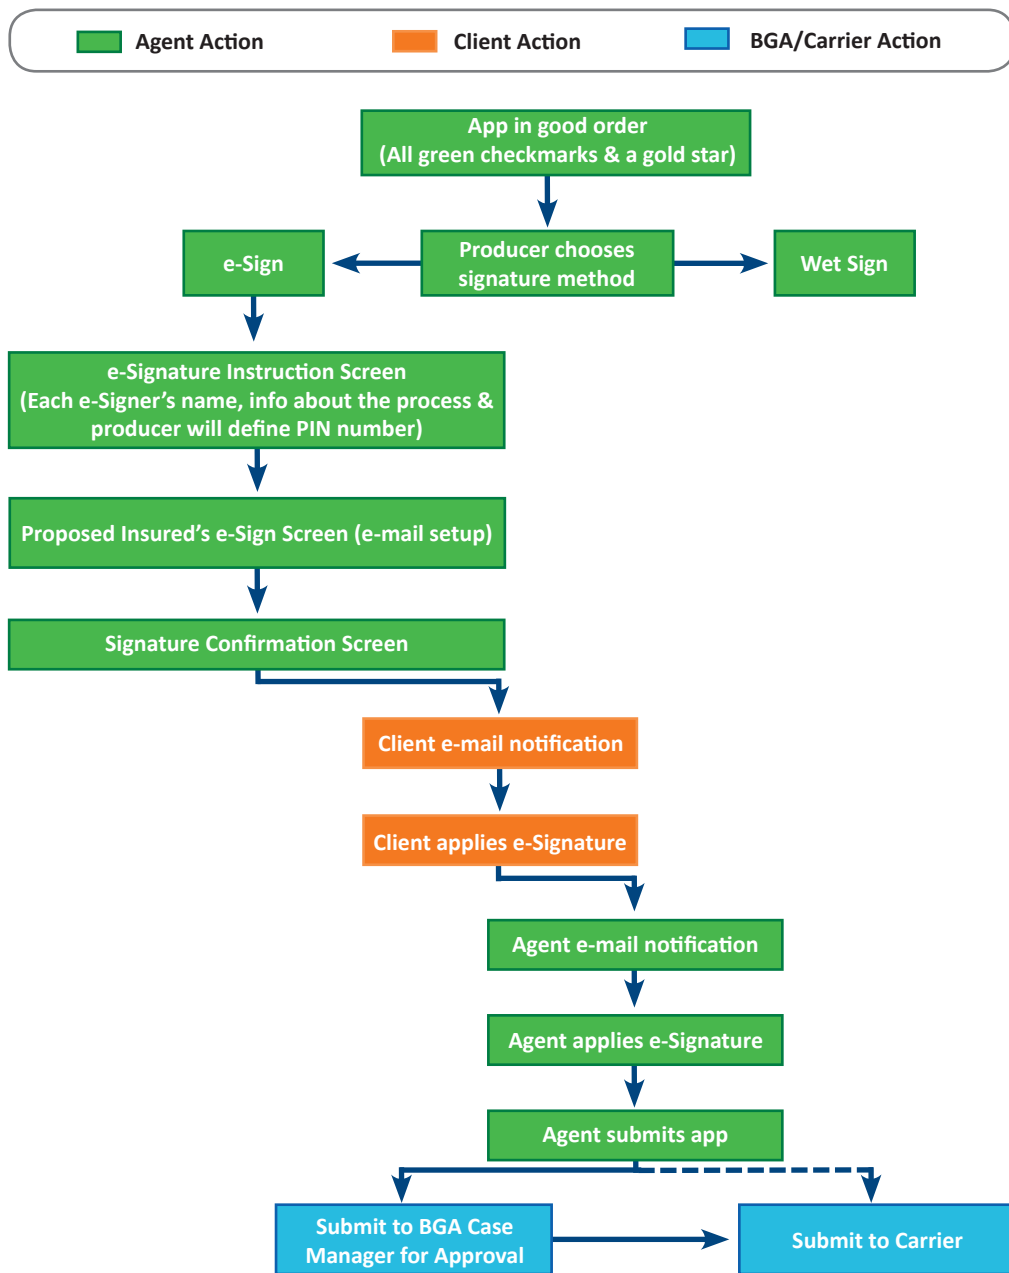 Agent Action
Client Action
BGA/Carrier Action
App in good order
(All green checkmarks & a gold star)
e-Sign
Producer chooses
signature method
Wet Sign
e-Signature Instruction Screen
(Each e-Signer’s name, info about the process &
producer will define PIN number)
Proposed Insured’s e-Sign Screen (e-mail setup)
Signature Confirmation Screen
Client e-mail notification
Client applies e-Signature
Agent e-mail notification
Agent applies e-Signature
Agent submits app
Submit to BGA Case
Manager for Approval
Submit to Carrier